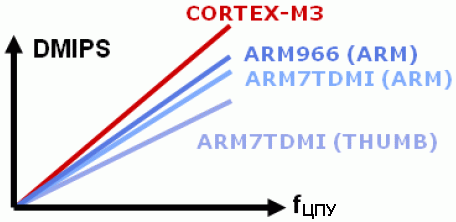 CORTEX-M3
DMIPS
ARM966 (ARM)
ARM7TDMI (ARM)
ARM7TDMI (THUMB)
fЦПУ